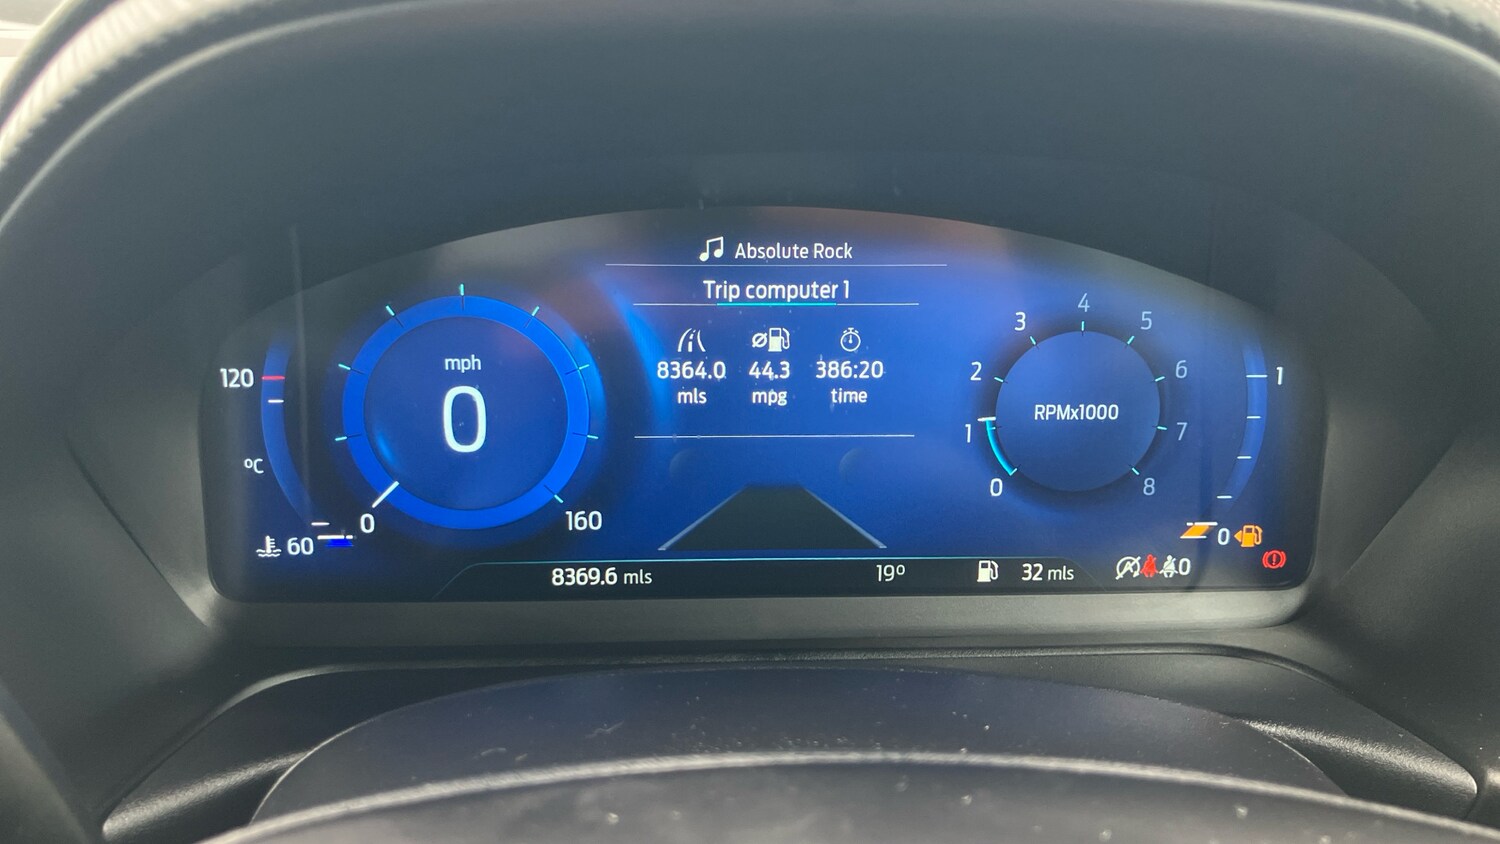 Absolute Rock
Trip computer 1
8364.0 44.3 386:20
mls mpg time
120
°C
60
mph
0
0
160
RPMx1000
0
1
2
3
4
5
6
7
8
1
0
8369.6 mls
19°
32 mls
0